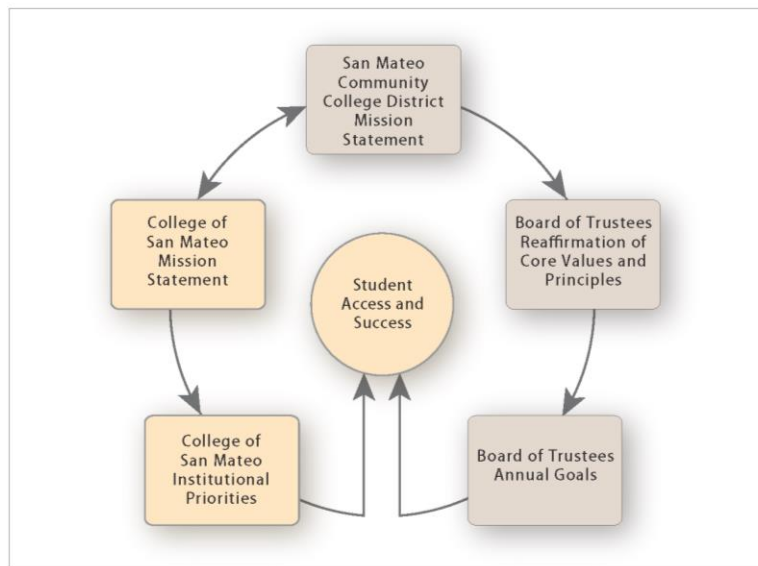 San Mateo
Community
College District
Mission
Statement
College of
San Mateo
Mission
Statement
Board of Trustees
Reaffirmation of
Core Values and
Principles
Student
Access and
Success
College of
San Mateo
Institutional
Priorities
Board of Trustees
Annual Goals